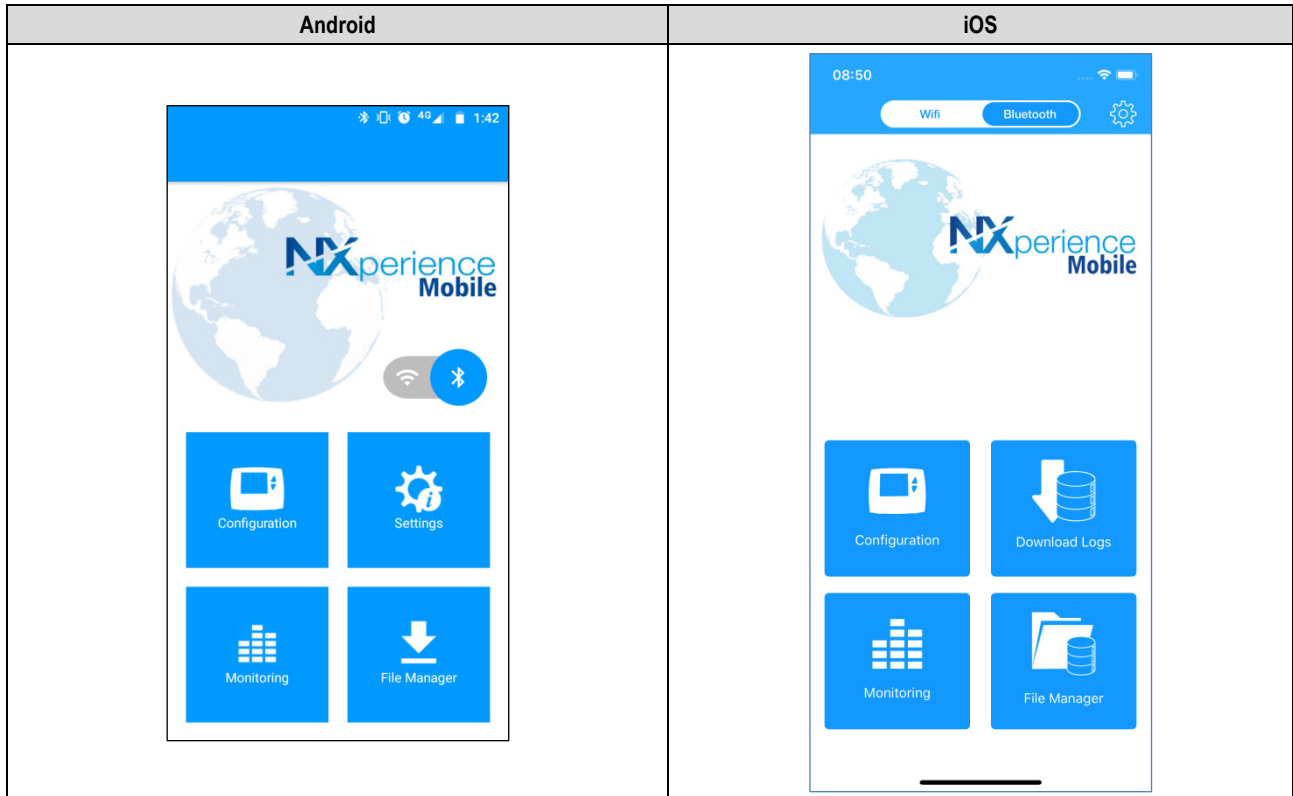 Android
iOS
4G 1:42
NXperience
Mobile
Configuration
Settings
Monitoring
File Manager
08:50
Wifi
Bluetooth
NXperience
Mobile
Configuration
Download Logs
Monitoring
File Manager